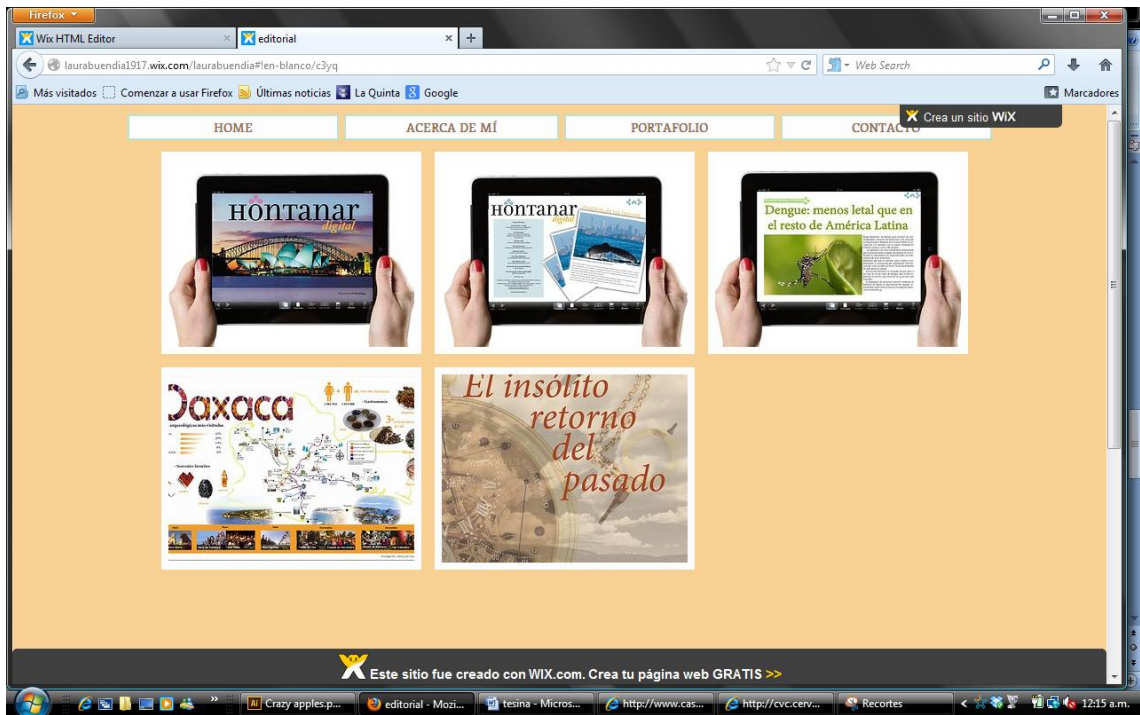 Firefox
Wix HTML Editor
editorial
laurabuendia1917.wix.com/laurabuendia#!en-blanco/c3yq
Web Search
Más visitados
Comenzar a usar Firefox
Últimas noticias
La Quinta
Google
Marcadores
Crea un sitio WiX
HOME
ACERCA DE MÍ
PORTAFOLIO
CONTACTO
HONTANAR
digital
HONTANAR
digital
Dengue: menos letal que en
el resto de América Latina
Oaxaca
arqueológicos más visitadas
Gastronomía
El insólito
retorno
del
pasado
Este sitio fue creado con WIX.com. Crea tu página web GRATIS >>
Crazy apples.p...
editorial - Mozi...
tesina - Micros...
http://www.cas...
http://cvc.cerv...
Recortes
12:15 a.m.